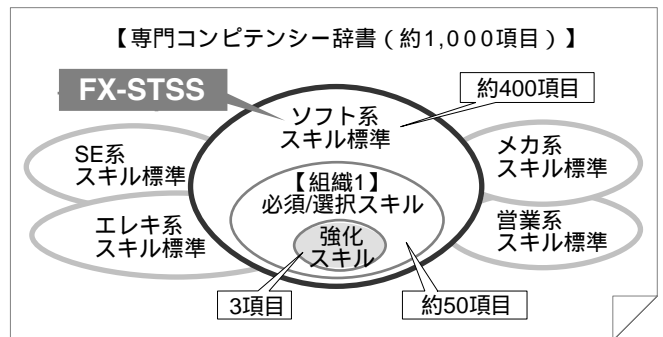 【専門コンピテンシー辞書（約1,000項目）】
FX-STSS
約400項目
ソフト系
スキル標準
SE系
スキル標準
メカ系
スキル標準
【組織1】
必須/選択スキル
エレキ系
スキル標準
営業系
スキル標準
強化
スキル
3項目
約50項目